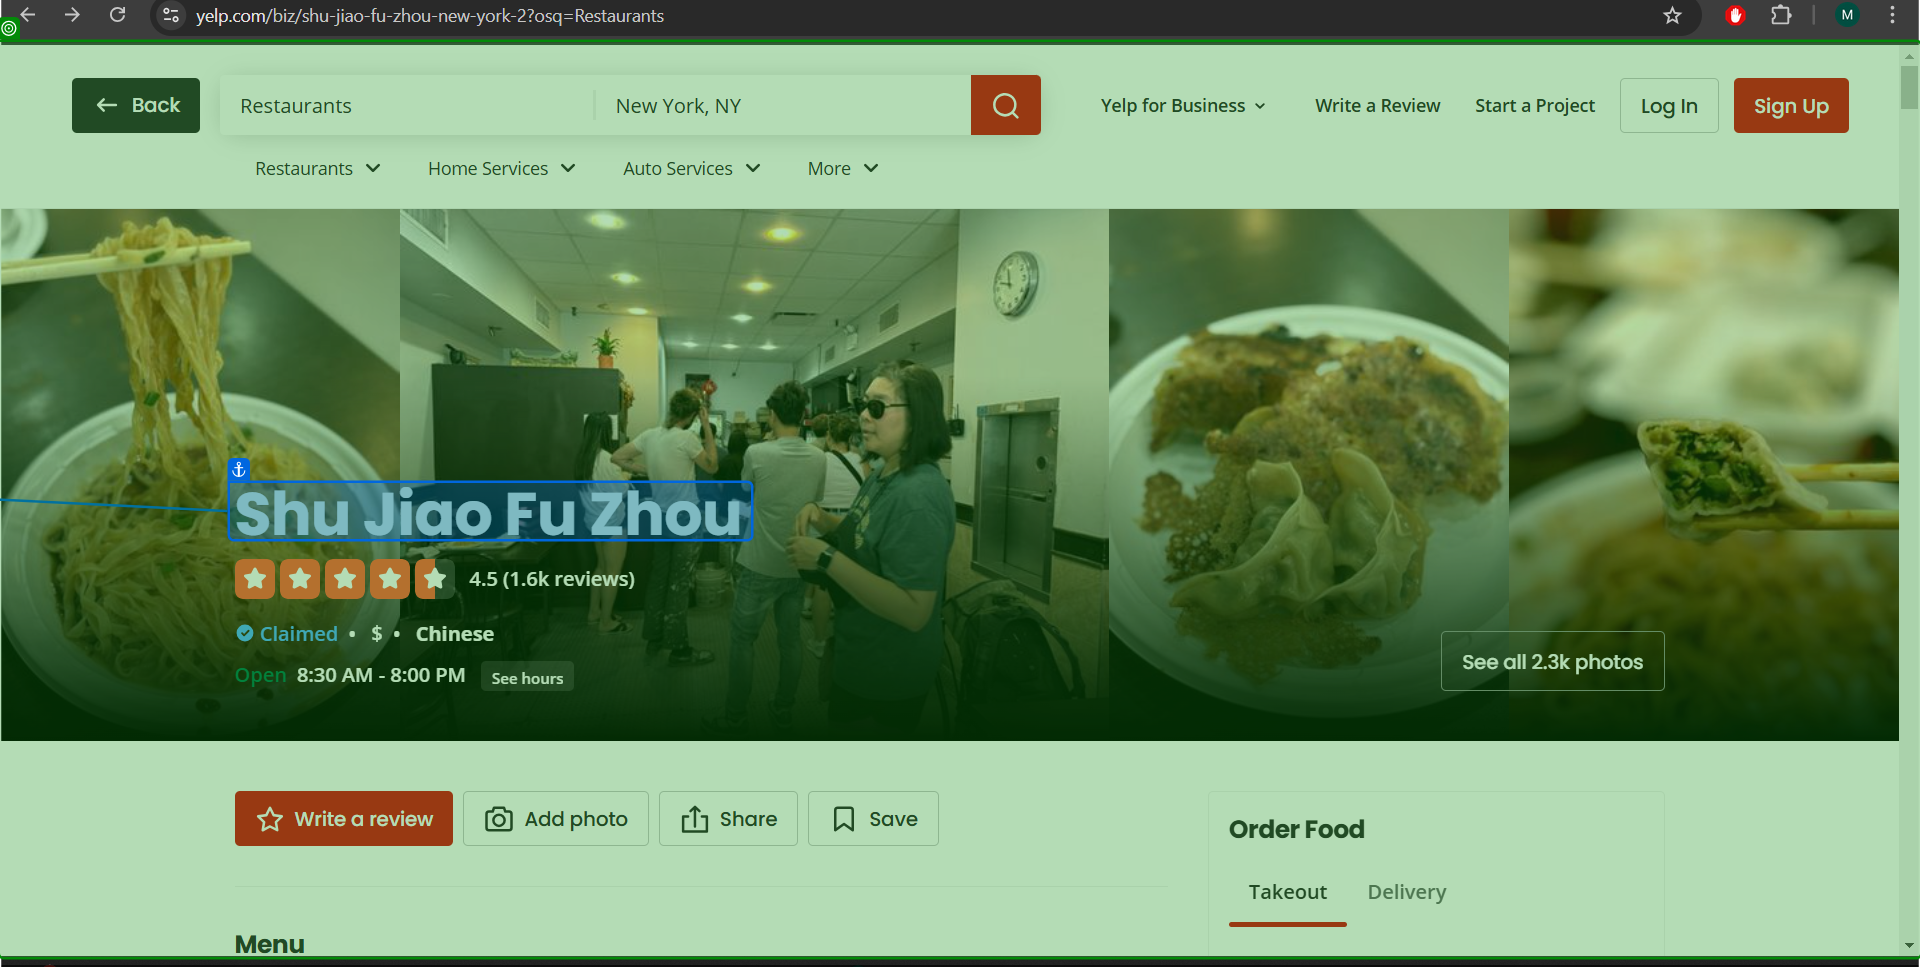 yelp.com/biz/shu-jiao-fu-zhou-new-york-2?osq=Restaurants
M
Back
Restaurants
New York, NY
Yelp for Business
Write a Review
Start a Project
Log In
Sign Up
Restaurants
Home Services
Auto Services
More
Shu Jiao Fu Zhou
4.5 (1.6k reviews)
Claimed • $ • Chinese
Open 8:30 AM - 8:00 PM
See hours
See all 2.3k photos
Write a review
Add photo
Share
Save
Order Food
Takeout
Delivery
Menu